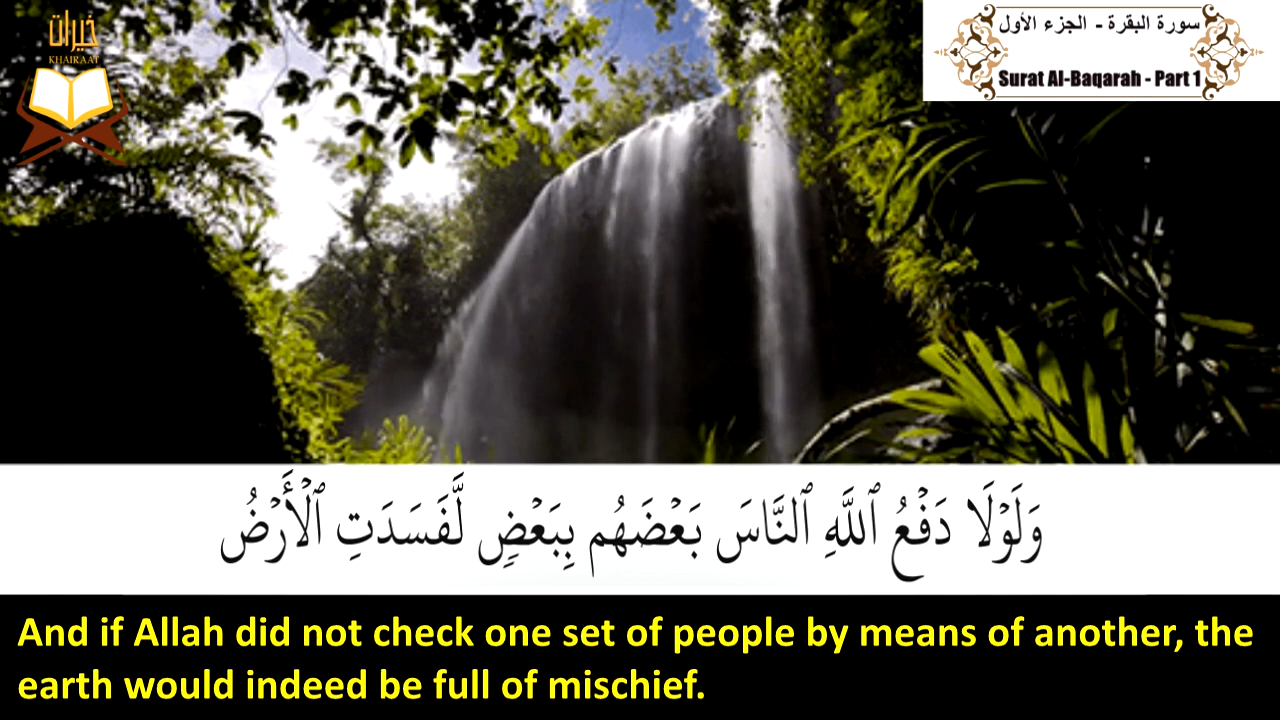 خيرات
KHAIRAAT
سورة البقرة - الجزء الأول
Surat Al-Baqarah - Part 1
وَلَوْلَا دَفْعُ ٱللَّهِ ٱلنَّاسَ بَعْضَهُم بِبَعْضٍ لَّفَسَدَتِ ٱلْأَرْضُ
And if Allah did not check one set of people by means of another, the
earth would indeed be full of mischief.